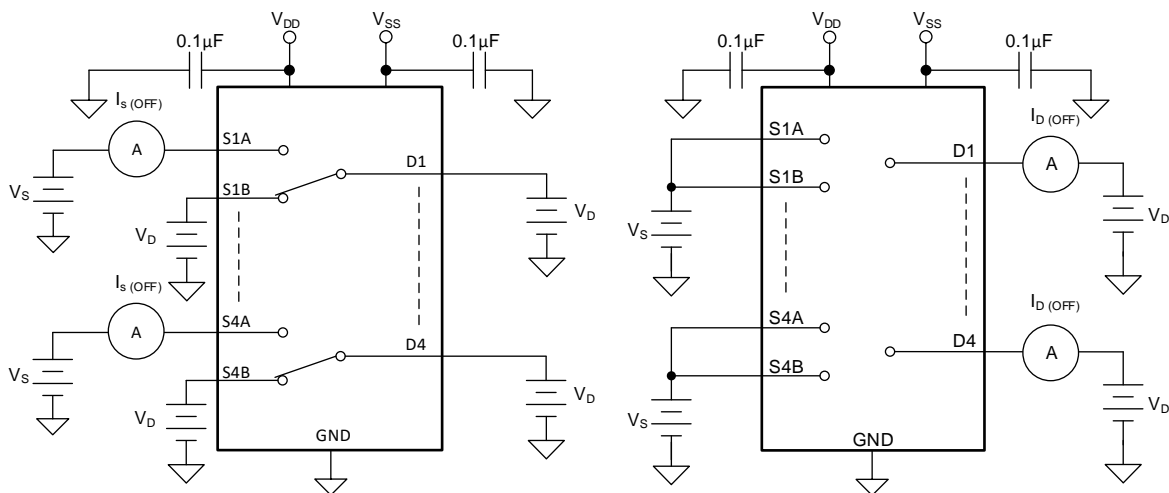 VDD
VSS
0.1µF
0.1µF
Is (OFF)
A
S1A
VS
D1
S1B
VD
VD
Is (OFF)
A
S4A
VS
D4
S4B
VD
VD
GND
VDD
VSS
0.1µF
0.1µF
ID (OFF)
S1A
D1
A
S1B
VS
VD
ID (OFF)
S4A
D4
A
S4B
VS
VD
GND